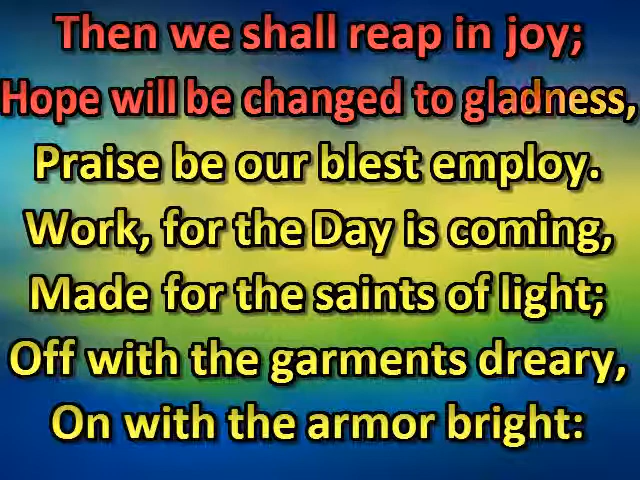 Then we shall reap in joy;
Hope will be changed to gladness,
Praise be our blest employ.
Work, for the Day is coming,
Made for the saints of light;
Off with the garments dreary,
On with the armor bright: